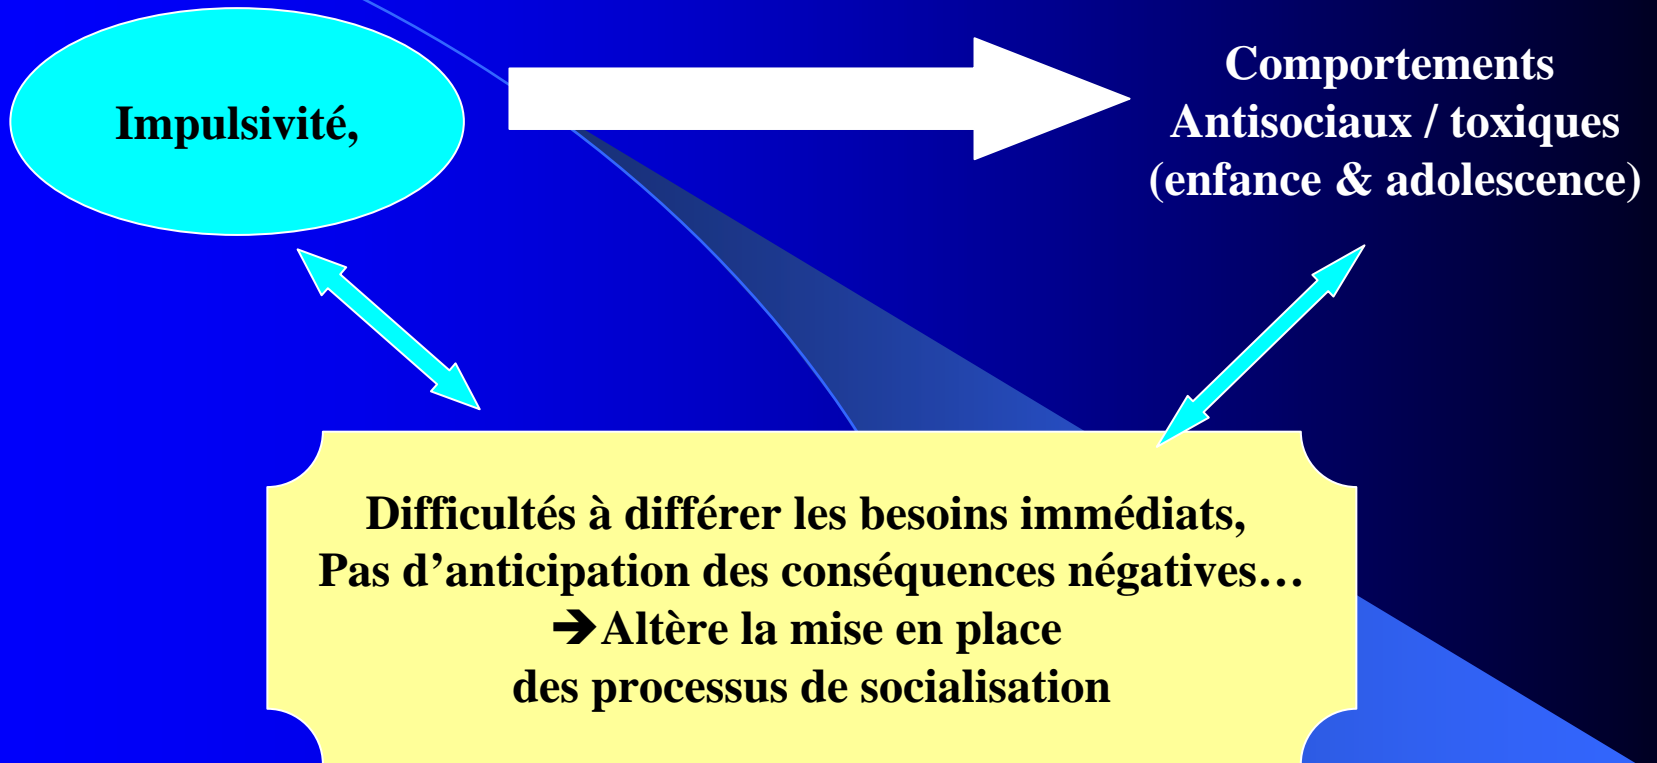 Impulsivité,
Comportements
Antisociaux / toxiques
(enfance & adolescence)
Difficultés à différer les besoins immédiats,
Pas d’anticipation des conséquences négatives…
➔Altère la mise en place
des processus de socialisation